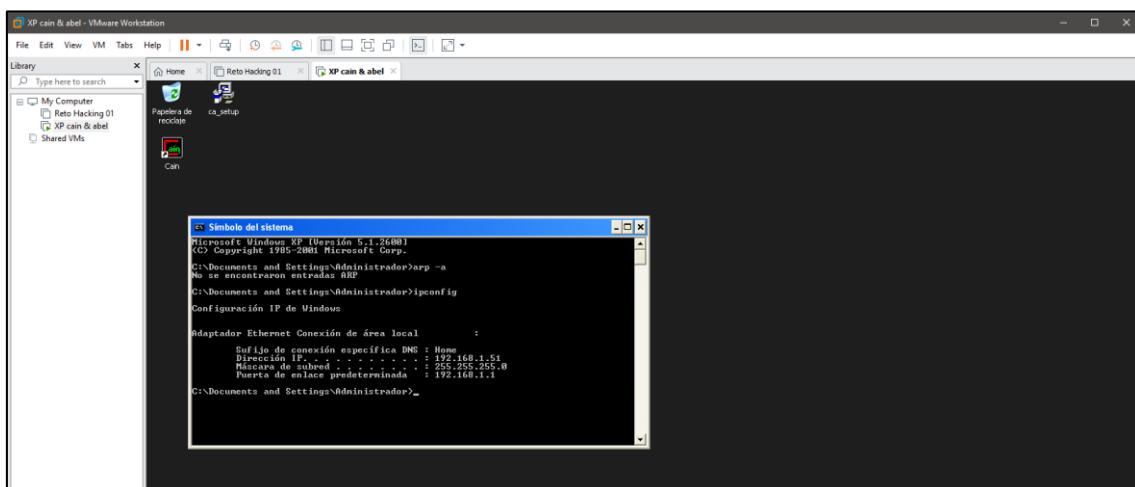 XP cain & abel - VMware Workstation
File Edit View VM Tabs Help
Library
Type here to search
My Computer
Reto Hacking 01
XP cain & abel
Shared VMs
Home
Reto Hacking 01
XP cain & abel
Papelera de reciclaje
ca_setup
Cain
Símbolo del sistema
Microsoft Windows XP [Versión 5.1.2600]
(C) Copyright 1985-2001 Microsoft Corp.
C:\Documents and Settings\Administrador>arp -a
No se encontraron entradas ARP
C:\Documents and Settings\Administrador>ipconfig
Configuración IP de Windows
Adaptador Ethernet Conexión de área local :
Sufijo de conexión específica DNS : Home
Dirección IP. . . . . . . . . . . : 192.168.1.51
Máscara de subred . . . . . . . . : 255.255.255.0
Puerta de enlace predeterminada : 192.168.1.1
C:\Documents and Settings\Administrador>_